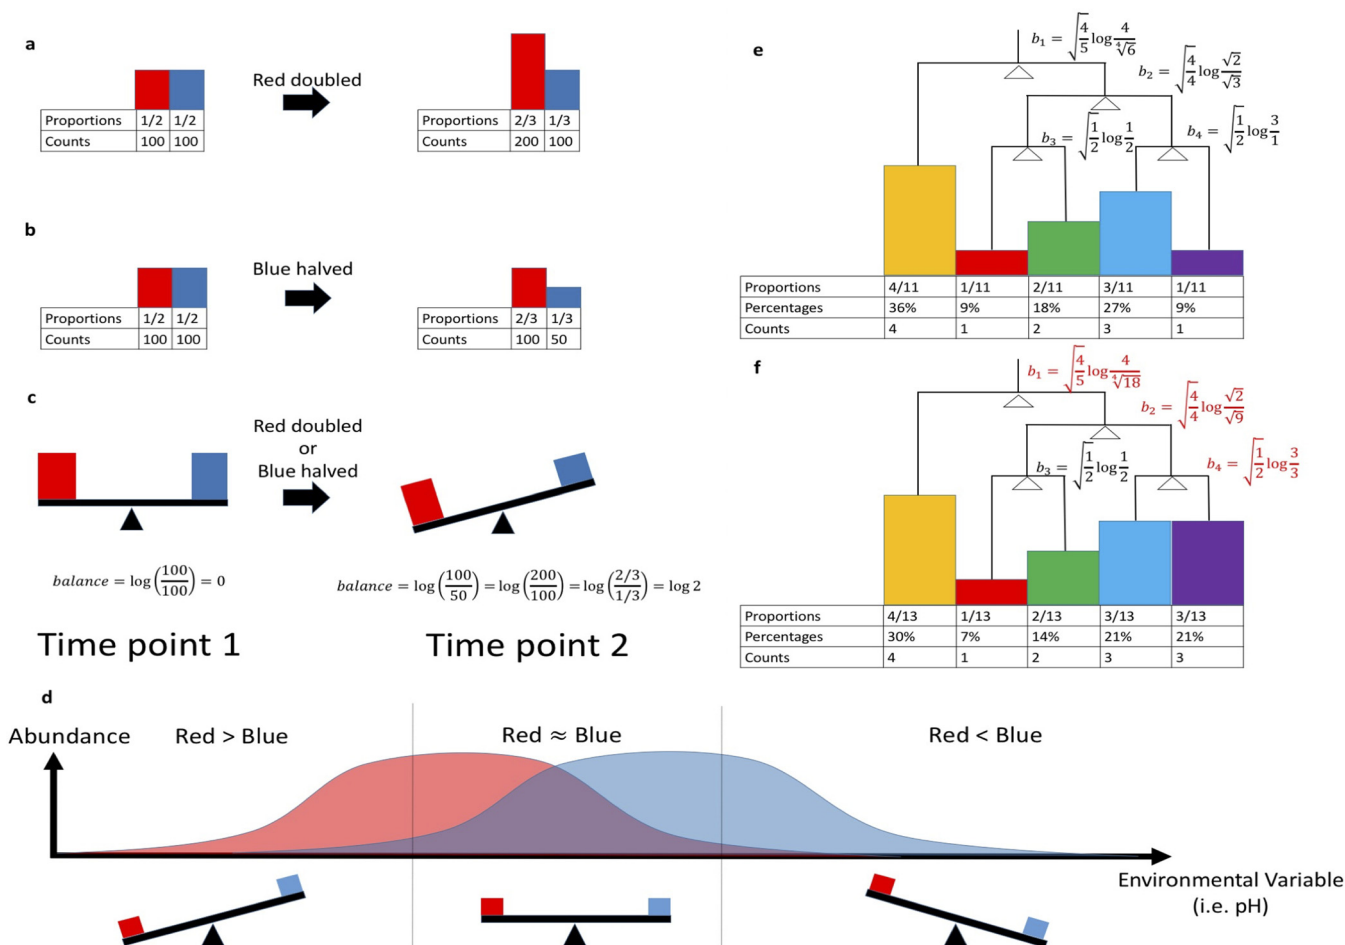 a
Red doubled
Proportions 1/2 1/2
Counts 100 100
Proportions 2/3 1/3
Counts 200 100
b
Blue halved
Proportions 1/2 1/2
Counts 100 100
Proportions 2/3 1/3
Counts 100 50
c
Red doubled
or
Blue halved
balance = log(100/100) = 0
balance = log(100/50) = log(200/100) = log(2/3/1/3) = log 2
Time point 1
Time point 2
d
Abundance
Red > Blue
Red ≈ Blue
Red < Blue
Environmental Variable
(i.e. pH)
e
b₁ = √(4/5) log 4/∜6
b₂ = √(4/4) log √2/√3
b₃ = √(1/2) log 1/2
b₄ = √(1/2) log 3/1
Proportions 4/11 1/11 2/11 3/11 1/11
Percentages 36% 9% 18% 27% 9%
Counts 4 1 2 3 1
f
b₁ = √(4/5) log 4/∜18
b₂ = √(4/4) log √2/√9
b₃ = √(1/2) log 1/2
b₄ = √(1/2) log 3/3
Proportions 4/13 1/13 2/13 3/13 3/13
Percentages 30% 7% 14% 21% 21%
Counts 4 1 2 3 3